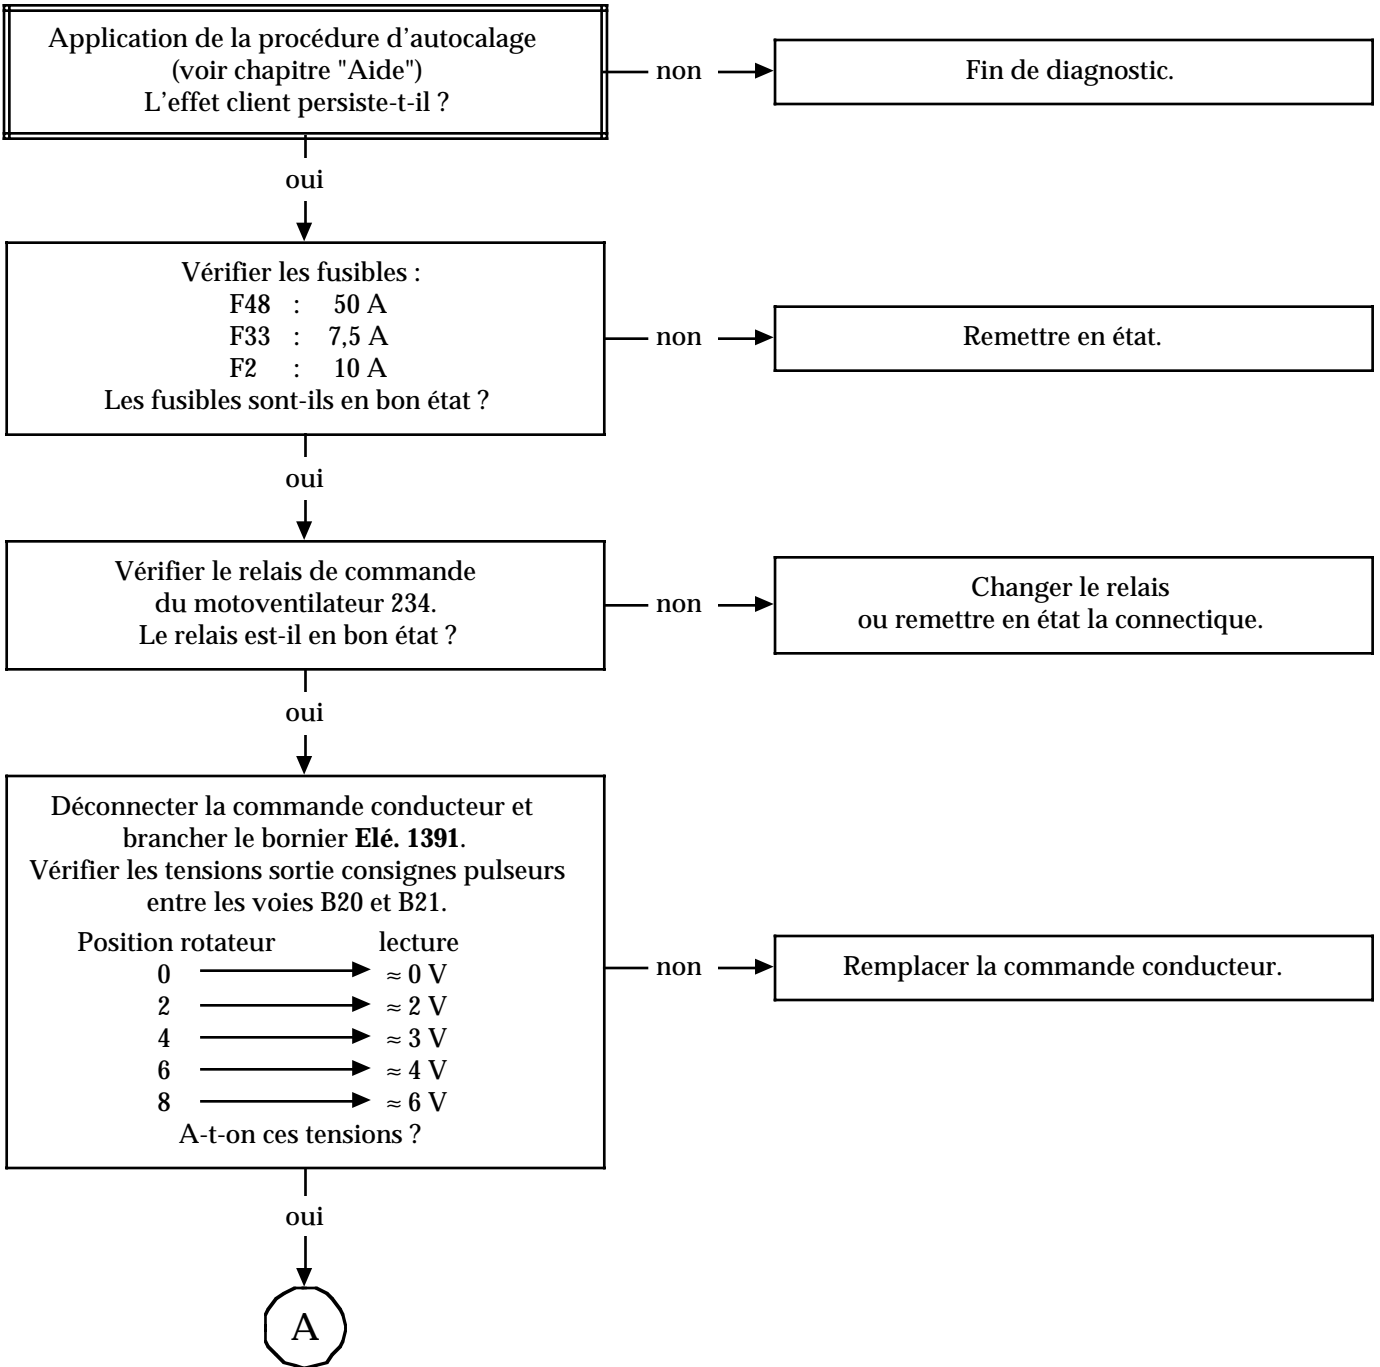 Application de la procédure d’autocalage
(voir chapitre "Aide")
L’effet client persiste-t-il ?
non
Fin de diagnostic.
oui
Vérifier les fusibles :
F48 : 50 A
F33 : 7,5 A
F2 : 10 A
Les fusibles sont-ils en bon état ?
non
Remettre en état.
oui
Vérifier le relais de commande
du motoventilateur 234.
Le relais est-il en bon état ?
non
Changer le relais
ou remettre en état la connectique.
oui
Déconnecter la commande conducteur et
brancher le bornier Elé. 1391.
Vérifier les tensions sortie consignes pulseurs
entre les voies B20 et B21.
Position rotateur lecture
0 ≈ 0 V
2 ≈ 2 V
4 ≈ 3 V
6 ≈ 4 V
8 ≈ 6 V
A-t-on ces tensions ?
non
Remplacer la commande conducteur.
oui
A